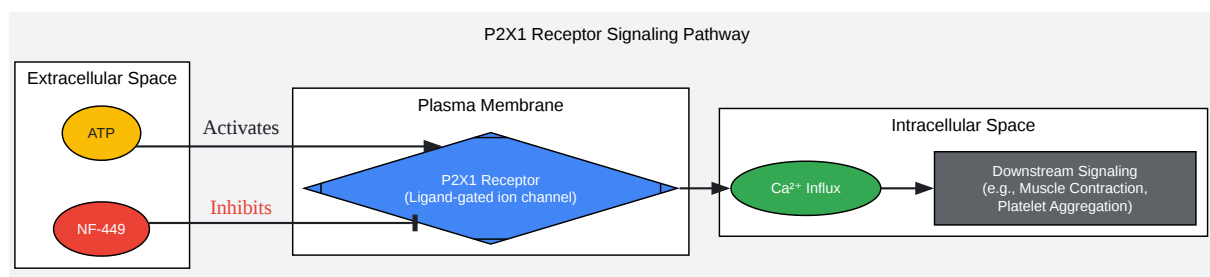 P2X1 Receptor Signaling Pathway
Extracellular Space
ATP
NF-449
Activates
Inhibits
Plasma Membrane
P2X1 Receptor
(Ligand-gated ion channel)
Intracellular Space
Ca²⁺ Influx
Downstream Signaling
(e.g., Muscle Contraction,
Platelet Aggregation)